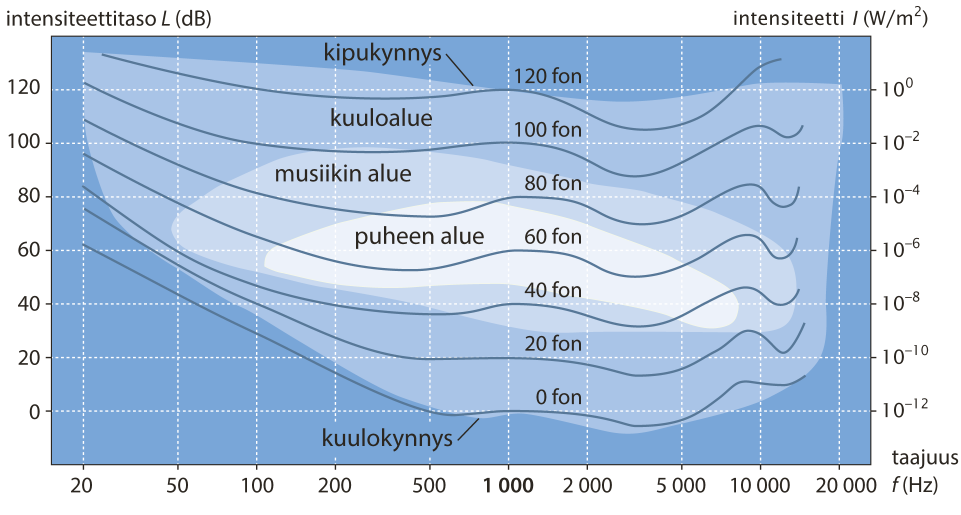 intensiteettitaso L (dB)
intensiteetti I (W/m²)
kipukynnys
120 fon
120
10⁰
kuuloalue
100 fon
100
10⁻²
musiikin alue
80 fon
80
10⁻⁴
puheen alue
60 fon
60
10⁻⁶
40 fon
40
10⁻⁸
20 fon
20
10⁻¹⁰
0 fon
0
10⁻¹²
kuulokynnys
taajuus
20 50 100 200 500 1 000 2 000 5 000 10 000 20 000 f (Hz)